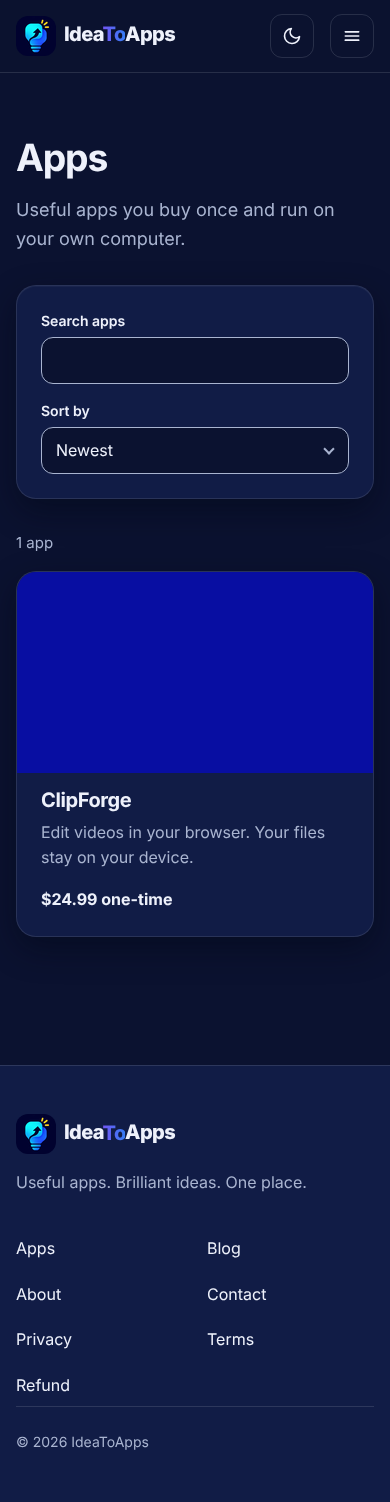 IdeaToApps
Apps
Useful apps you buy once and run on
your own computer.
Search apps
Sort by
Newest
1 app
ClipForge
Edit videos in your browser. Your files
stay on your device.
$24.99 one-time
IdeaToApps
Useful apps. Brilliant ideas. One place.
Apps
Blog
About
Contact
Privacy
Terms
Refund
© 2026 IdeaToApps